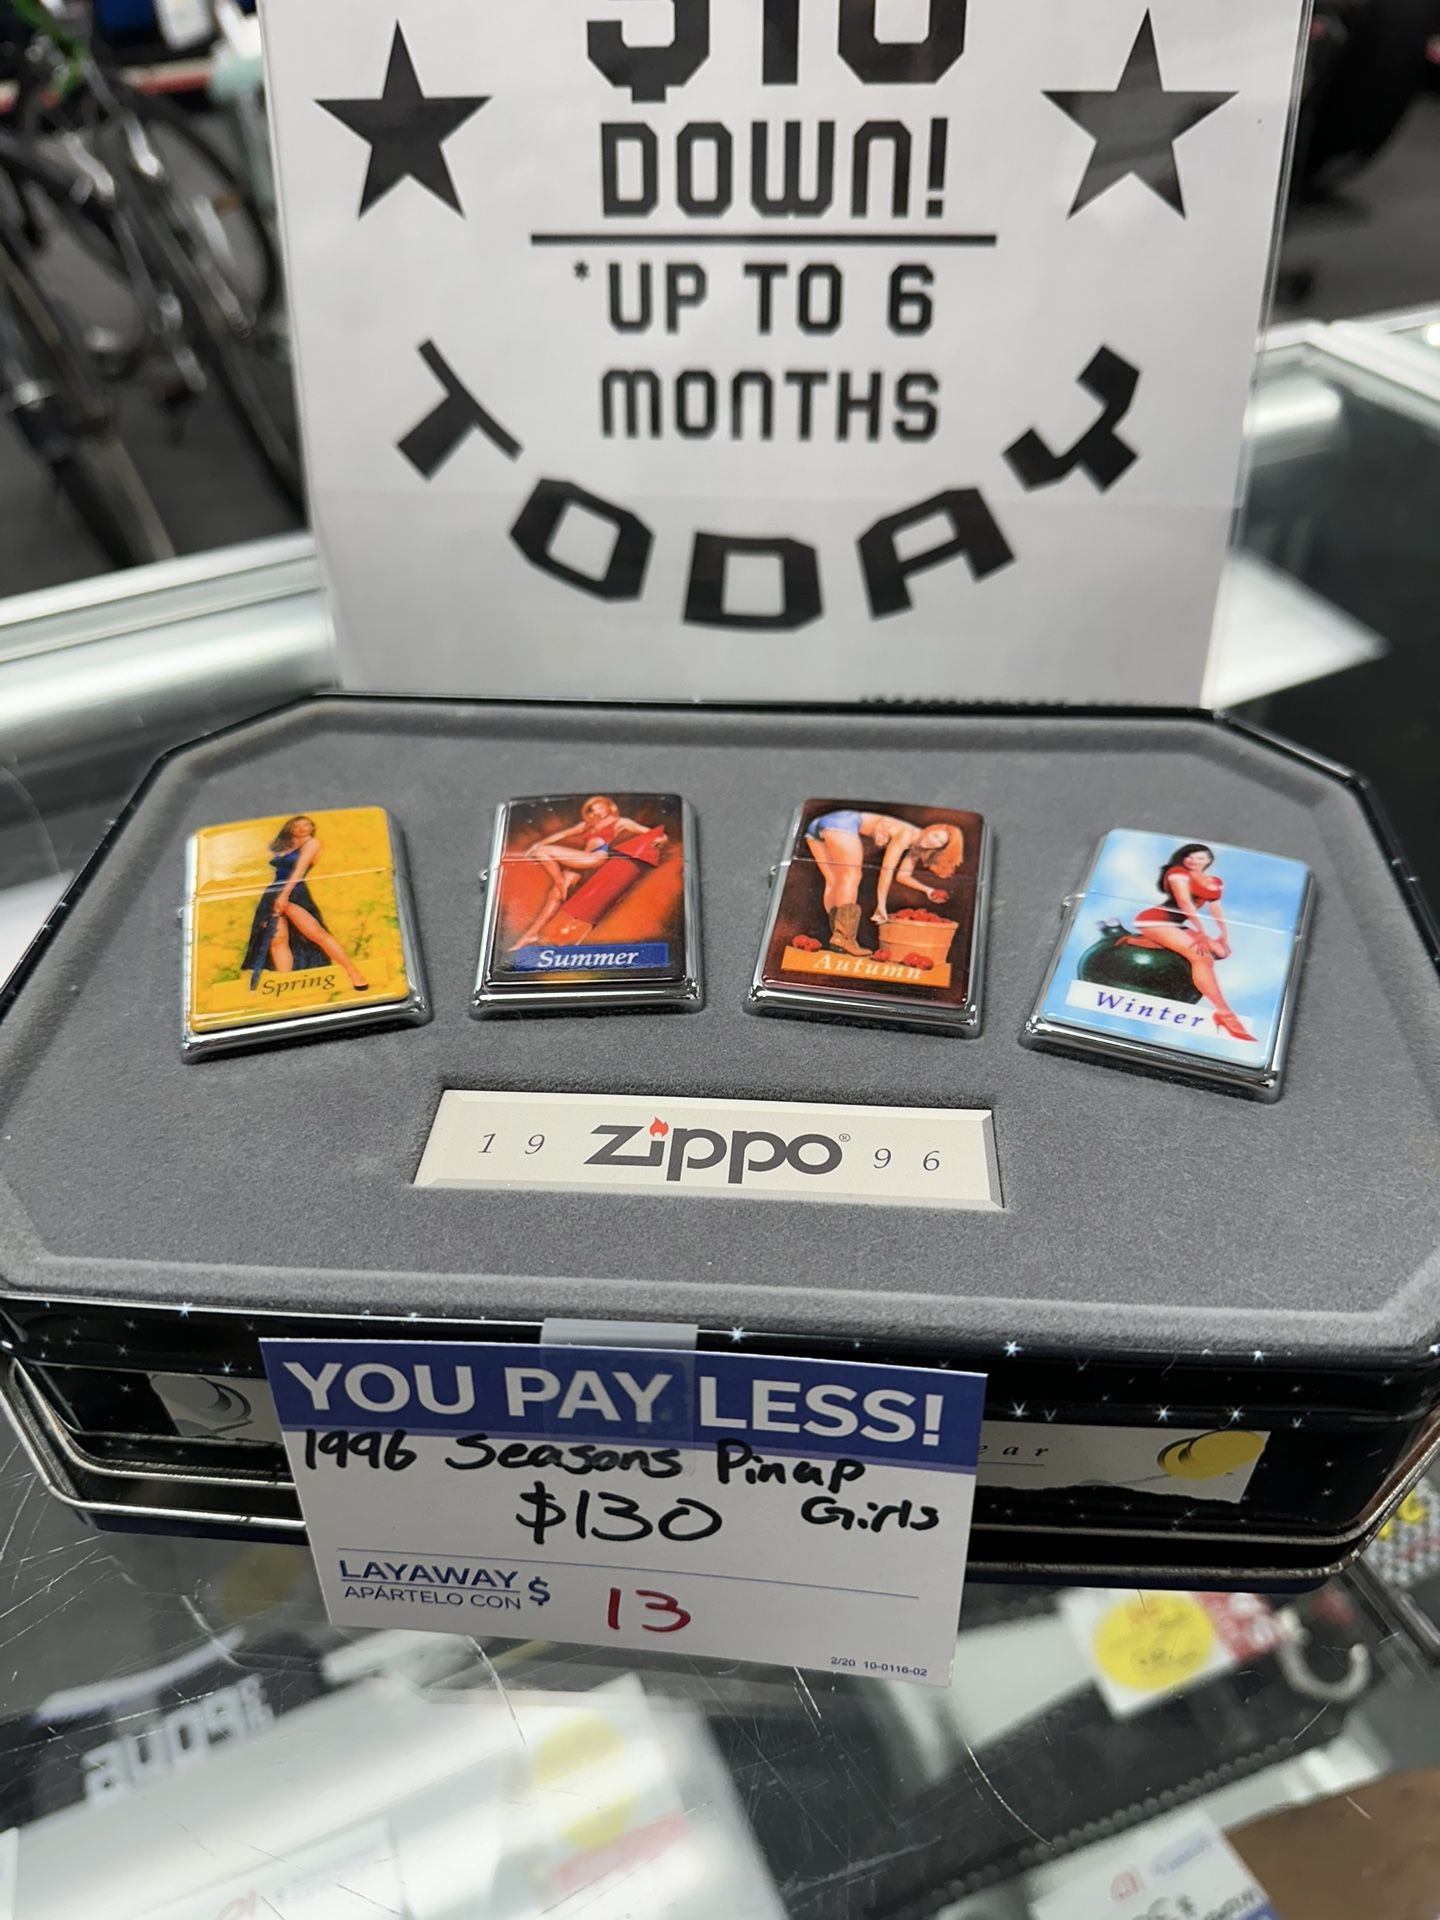 $10
DOWN!
*UP TO 6
MONTHS
TODAY
Spring
Summer
Autumn
Winter
19 Zippo® 96
YOU PAY LESS!
1996 Seasons Pinup
Girls
$130
LAYAWAY
APÁRTELO CON
$ 13
2/20 10-0116-02